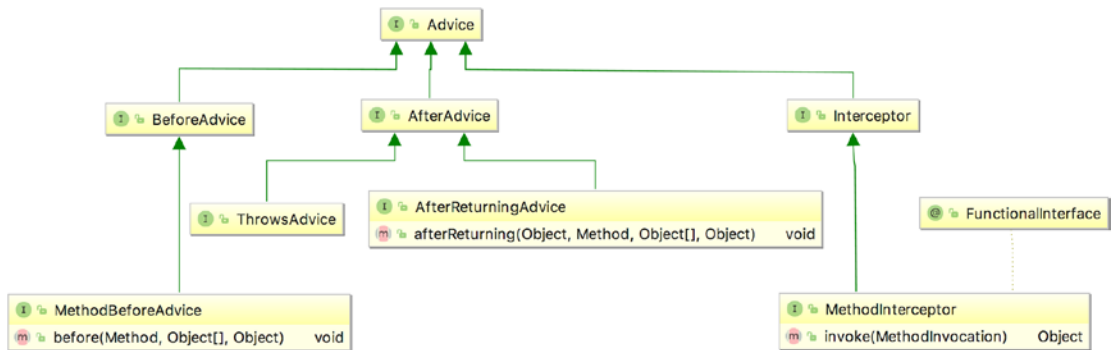 Advice
BeforeAdvice
AfterAdvice
Interceptor
ThrowsAdvice
AfterReturningAdvice
afterReturning(Object, Method, Object[], Object) void
FunctionalInterface
MethodBeforeAdvice
before(Method, Object[], Object) void
MethodInterceptor
invoke(MethodInvocation) Object